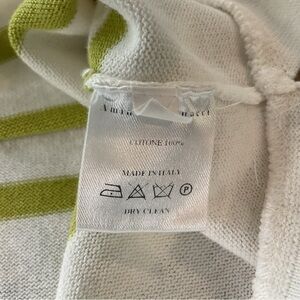 COTONE 100%
MADE IN ITALY
P
DRY CLEAN